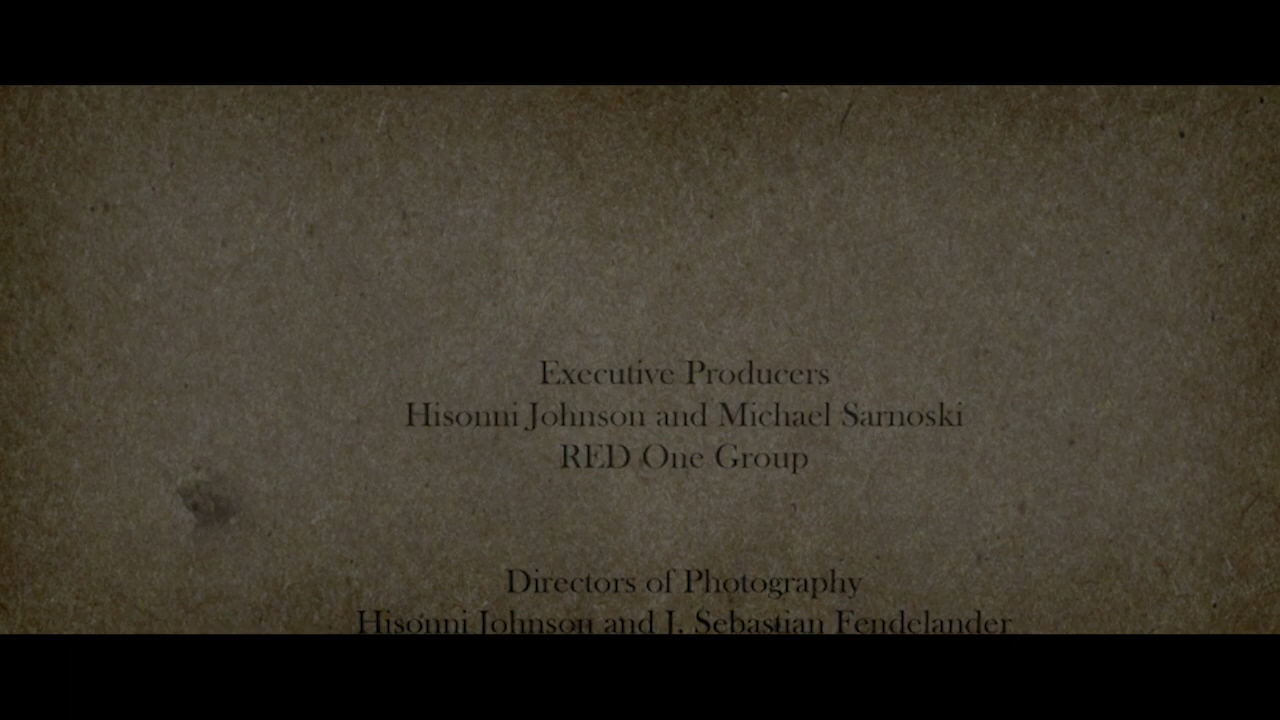 Executive Producers
Hisonni Johnson and Michael Sarnoski
RED One Group
Directors of Photography
Hisonni Johnson and J. Sebastian Fendelander